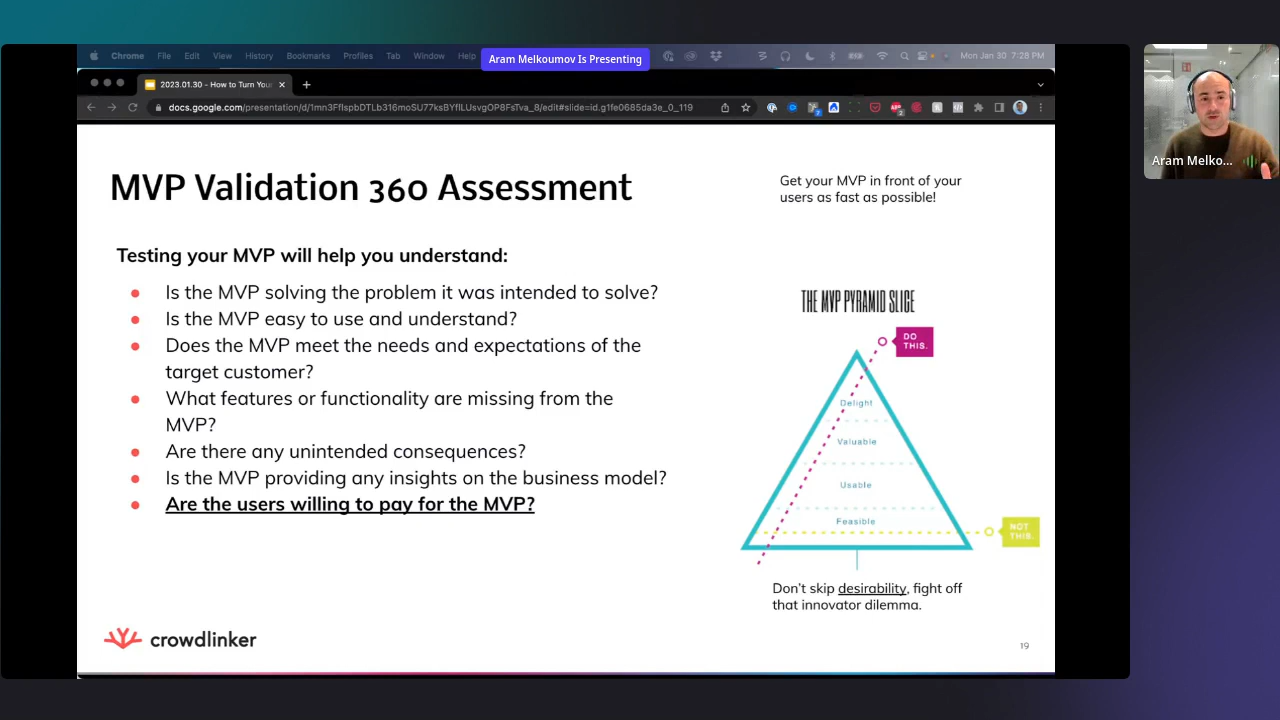 Chrome File Edit View History Bookmarks Profiles Tab Window Help
Aram Melkoumov Is Presenting
Mon Jan 30 7:28 PM
2023.01.30 - How to Turn Your
docs.google.com/presentation/d/
Aram Melko...
MVP Validation 360 Assessment
Get your MVP in front of your
users as fast as possible!
Testing your MVP will help you understand:
Is the MVP solving the problem it was intended to solve?
Is the MVP easy to use and understand?
Does the MVP meet the needs and expectations of the
target customer?
What features or functionality are missing from the
MVP?
Are there any unintended consequences?
Is the MVP providing any insights on the business model?
Are the users willing to pay for the MVP?
THE MVP PYRAMID SLICE
DO
THIS.
Delight
Valuable
Usable
Feasible
NOT
THIS.
Don't skip desirability, fight off
that innovator dilemma.
crowdlinker
19